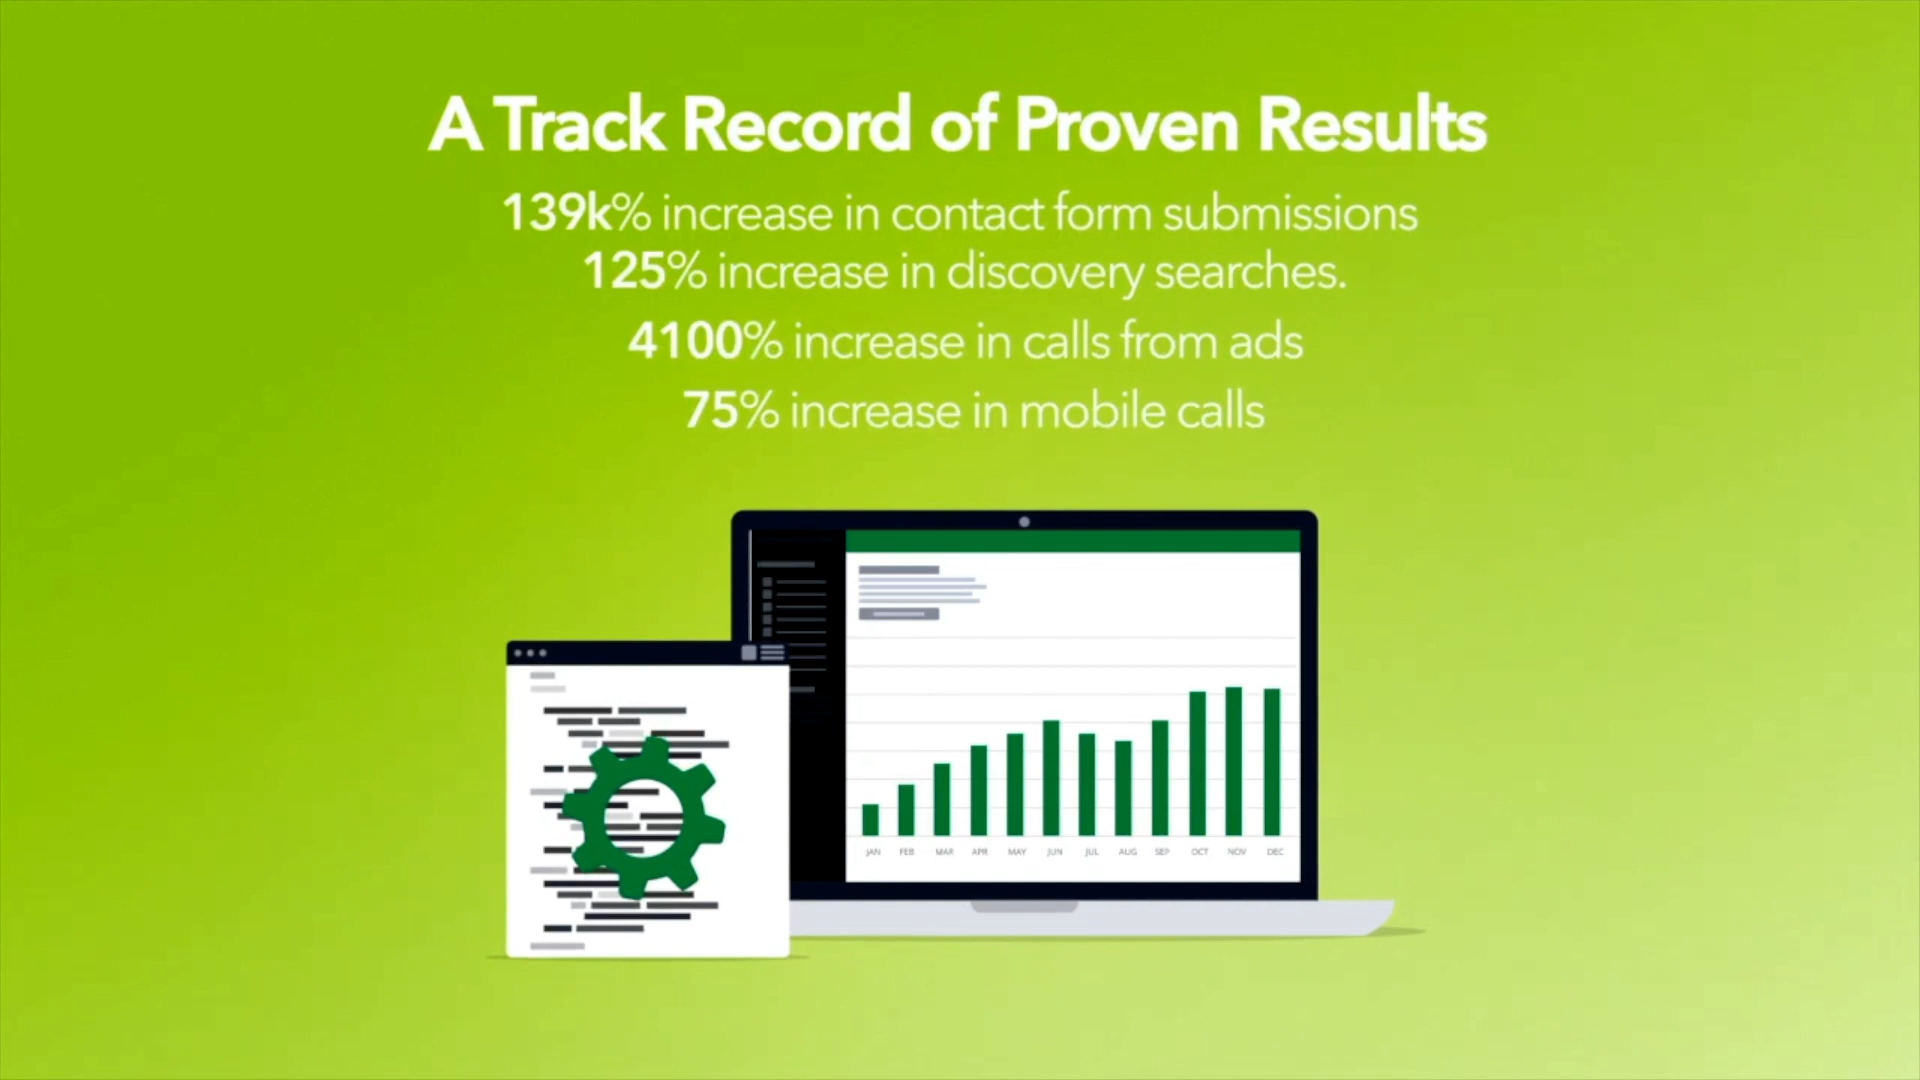 A Track Record of Proven Results
139k% increase in contact form submissions
125% increase in discovery searches.
4100% increase in calls from ads
75% increase in mobile calls
JAN FEB MAR APR MAY JUN JUL AUG SEP OCT NOV DEC